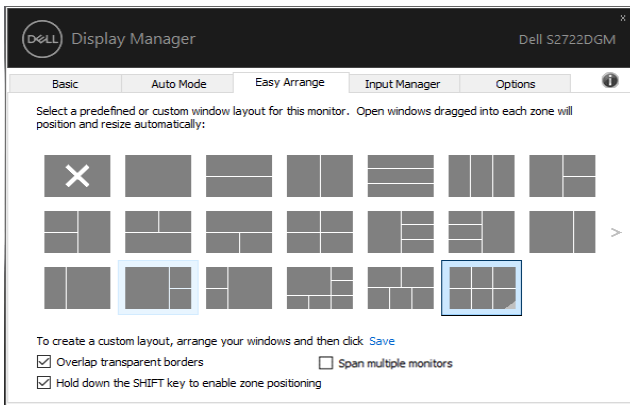 x
DELL Display Manager Dell S2722DGM
Basic Auto Mode Easy Arrange Input Manager Options i
Select a predefined or custom window layout for this monitor. Open windows dragged into each zone will
position and resize automatically:
>
To create a custom layout, arrange your windows and then click Save
Overlap transparent borders Span multiple monitors
Hold down the SHIFT key to enable zone positioning